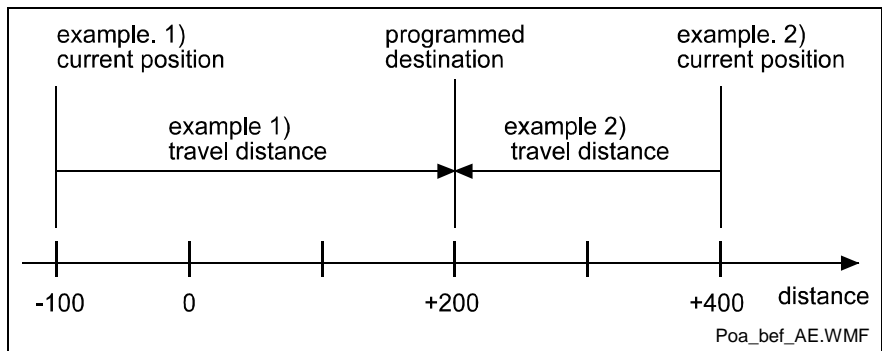 example. 1)
current position
programmed
destination
example. 2)
current position
example 1)
travel distance
example 2)
travel distance
-100
0
+200
+400
distance
Poa_bef_AE.WMF